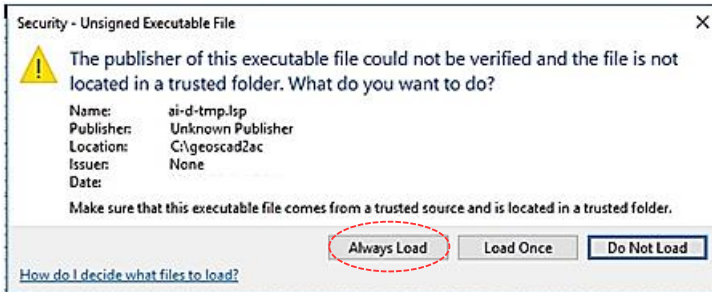 Security - Unsigned Executable File
The publisher of this executable file could not be verified and the file is not
located in a trusted folder. What do you want to do?
Name: ai-d-tmp.lsp
Publisher: Unknown Publisher
Location: C:\geoscad2ac
Issuer: None
Date:
Make sure that this executable file comes from a trusted source and is located in a trusted folder.
Always Load Load Once Do Not Load
How do I decide what files to load?